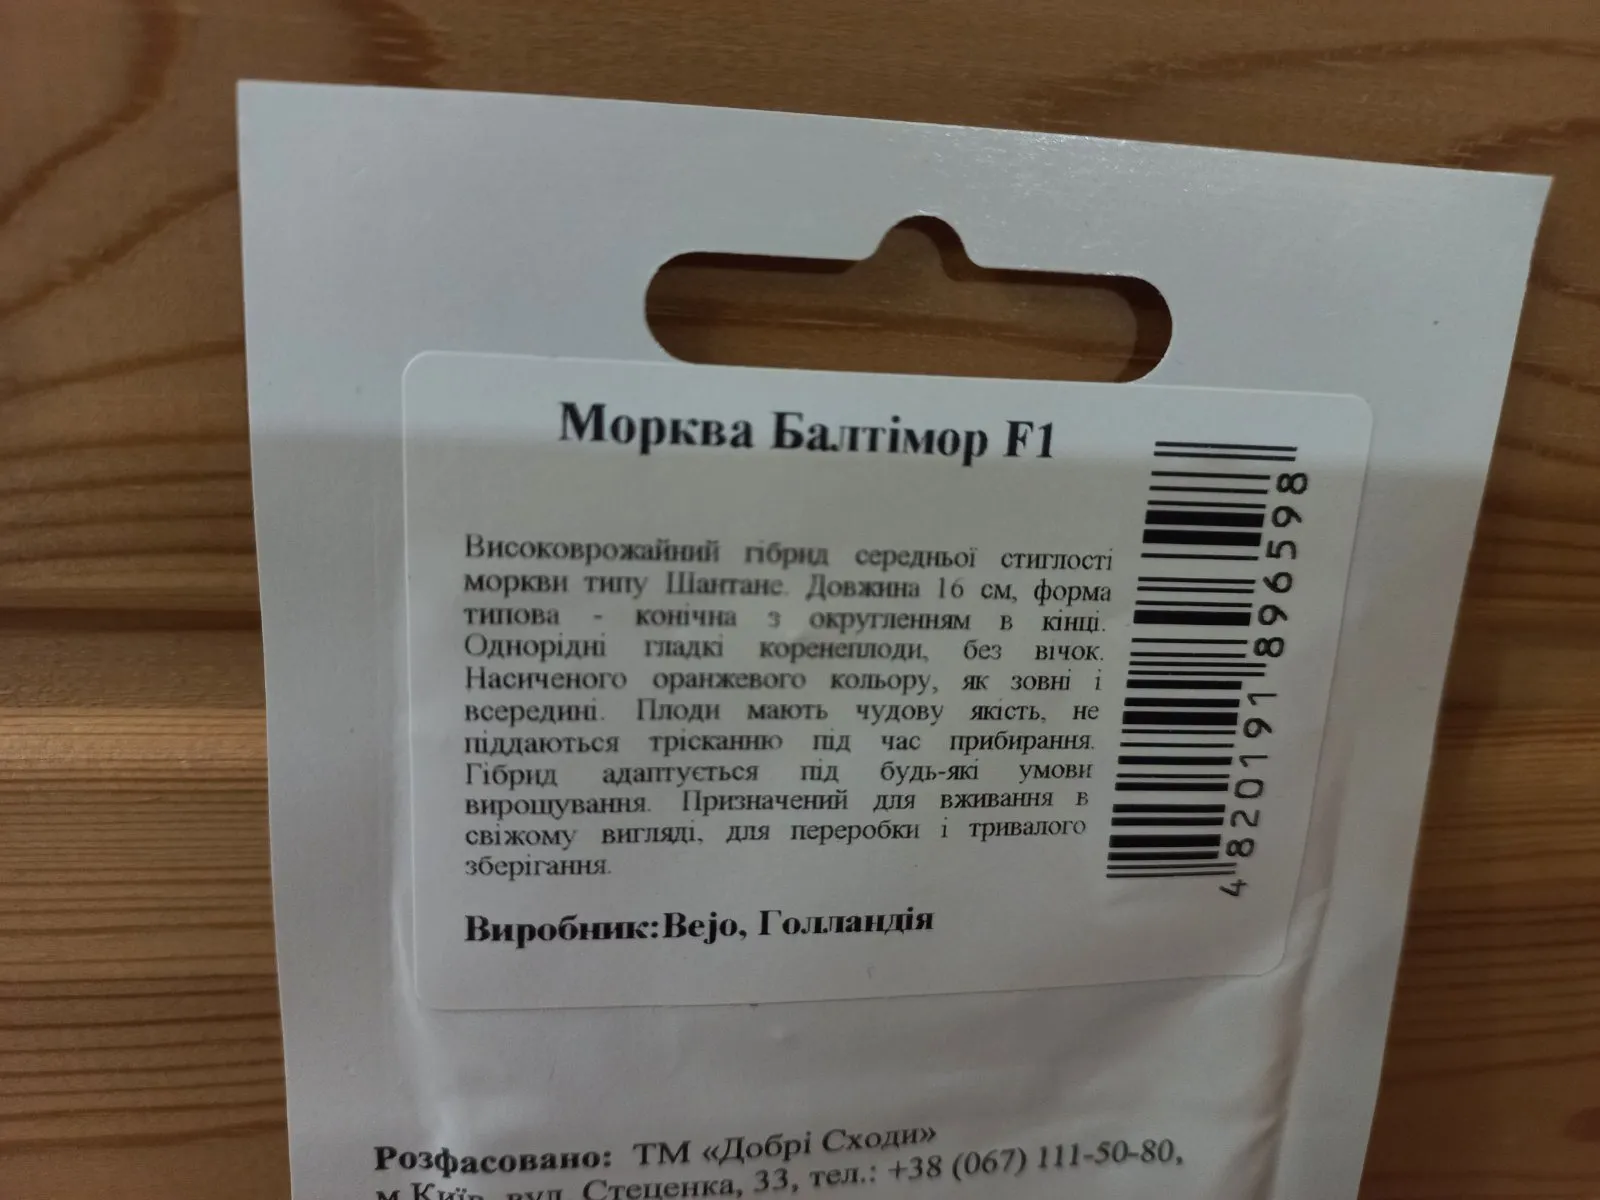 Морква Балтімор F1
Високоврожайний гібрид середньої стиглості
моркви типу Шантане. Довжина 16 см, форма
типова - конічна з округленням в кінці.
Однорідні гладкі коренеплоди, без вічок.
Насиченого оранжевого кольору, як зовні і
всередині. Плоди мають чудову якість, не
піддаються трісканню під час прибирання.
Гібрид адаптується під будь-які умови
вирощування. Призначений для вживання в
свіжому вигляді, для переробки і тривалого
зберігання.
Виробник:Bejo, Голландія
4820191896598
Розфасовано: ТМ «Добрі Сходи»
м.Київ, вул. Стеценка, 33, тел.: +38 (067) 111-50-80,